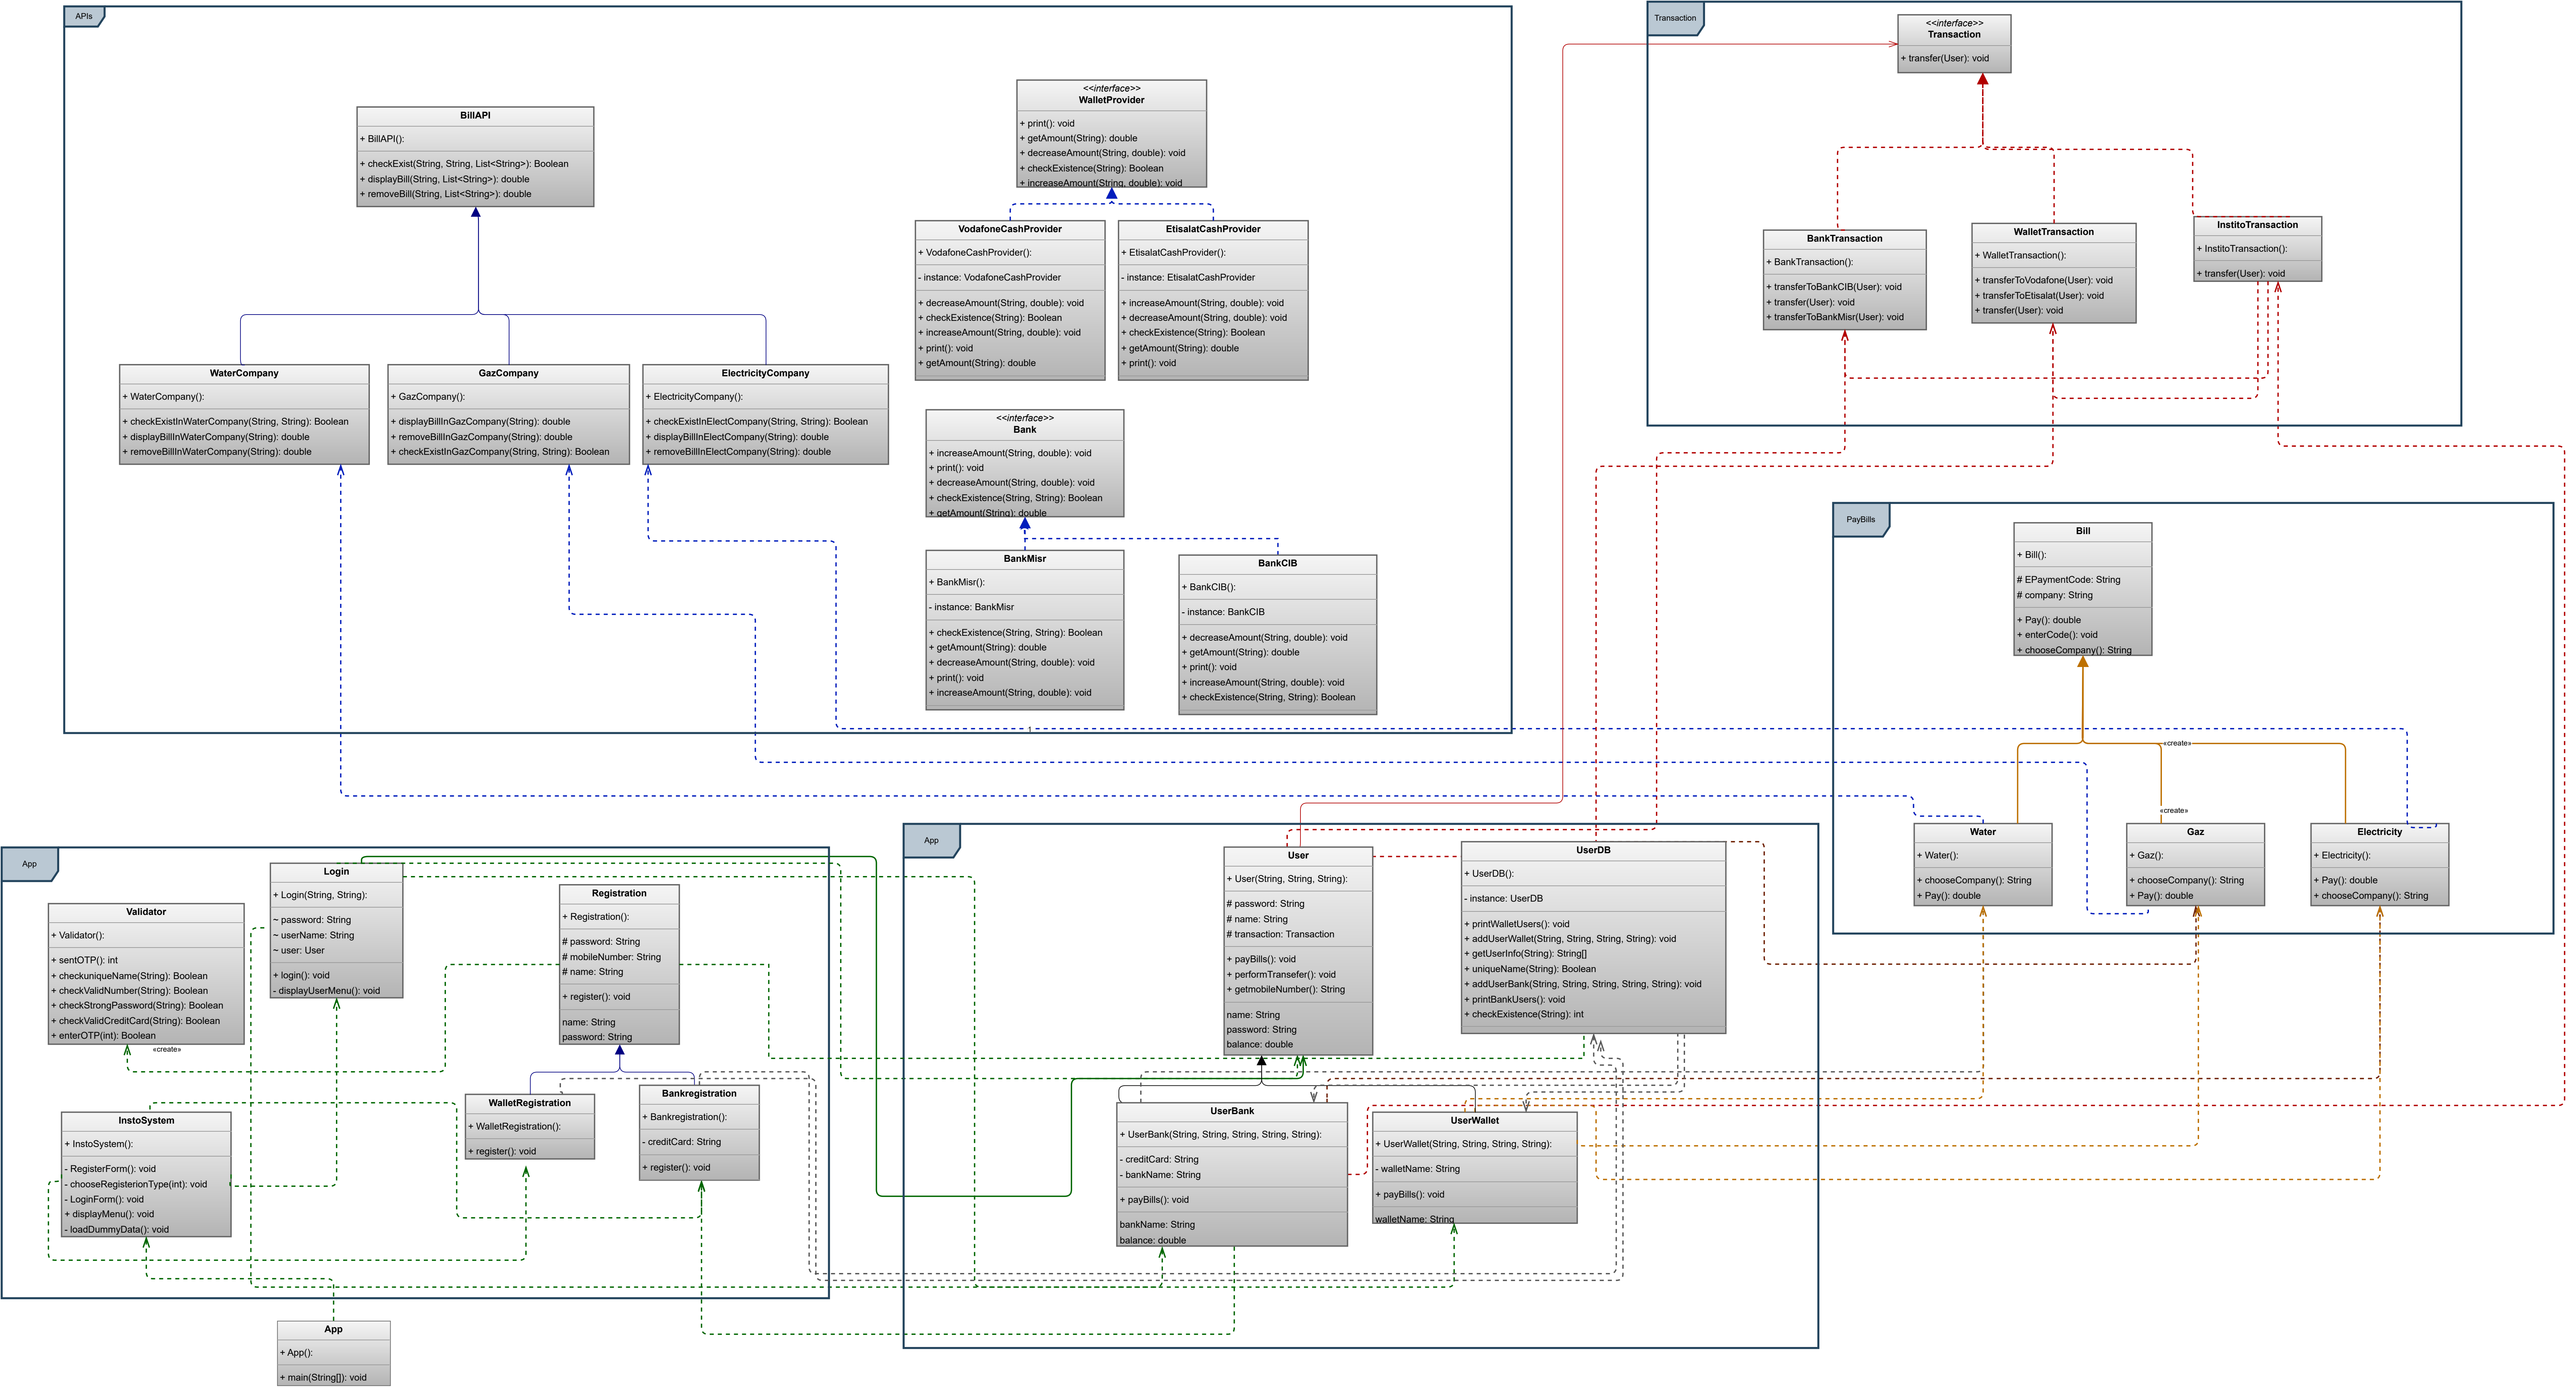 APIs
BillAPI
+ BillAPI():
+ checkExist(String, String, List<String>): Boolean
+ displayBill(String, List<String>): double
+ removeBill(String, List<String>): double
<<interface>>
WalletProvider
+ print(): void
+ getAmount(String): double
+ decreaseAmount(String, double): void
+ checkExistence(String): Boolean
+ increaseAmount(String, double): void
VodafoneCashProvider
+ VodafoneCashProvider():
- instance: VodafoneCashProvider
+ decreaseAmount(String, double): void
+ checkExistence(String): Boolean
+ increaseAmount(String, double): void
+ print(): void
+ getAmount(String): double
EtisalatCashProvider
+ EtisalatCashProvider():
- instance: EtisalatCashProvider
+ increaseAmount(String, double): void
+ decreaseAmount(String, double): void
+ checkExistence(String): Boolean
+ getAmount(String): double
+ print(): void
WaterCompany
+ WaterCompany():
+ checkExistInWaterCompany(String, String): Boolean
+ displayBillInWaterCompany(String): double
+ removeBillInWaterCompany(String): double
GazCompany
+ GazCompany():
+ displayBillInGazCompany(String): double
+ removeBillInGazCompany(String): double
+ checkExistInGazCompany(String, String): Boolean
ElectricityCompany
+ ElectricityCompany():
+ checkExistInElectCompany(String, String): Boolean
+ displayBillInElectCompany(String): double
+ removeBillInElectCompany(String): double
<<interface>>
Bank
+ increaseAmount(String, double): void
+ print(): void
+ decreaseAmount(String, double): void
+ checkExistence(String, String): Boolean
+ getAmount(String): double
BankMisr
+ BankMisr():
- instance: BankMisr
+ checkExistence(String, String): Boolean
+ getAmount(String): double
+ decreaseAmount(String, double): void
+ print(): void
+ increaseAmount(String, double): void
BankCIB
+ BankCIB():
- instance: BankCIB
+ decreaseAmount(String, double): void
+ getAmount(String): double
+ print(): void
+ increaseAmount(String, double): void
+ checkExistence(String, String): Boolean
1
Transaction
<<interface>>
Transaction
+ transfer(User): void
BankTransaction
+ BankTransaction():
+ transferToBankCIB(User): void
+ transfer(User): void
+ transferToBankMisr(User): void
WalletTransaction
+ WalletTransaction():
+ transferToVodafone(User): void
+ transferToEtisalat(User): void
+ transfer(User): void
InstitoTransaction
+ InstitoTransaction():
+ transfer(User): void
PayBills
Bill
+ Bill():
# EPaymentCode: String
# company: String
+ Pay(): double
+ enterCode(): void
+ chooseCompany(): String
«create»
«create»
Water
+ Water():
+ chooseCompany(): String
+ Pay(): double
Gaz
+ Gaz():
+ chooseCompany(): String
+ Pay(): double
Electricity
+ Electricity():
+ Pay(): double
+ chooseCompany(): String
App
Login
+ Login(String, String):
~ password: String
~ userName: String
~ user: User
+ login(): void
- displayUserMenu(): void
Validator
+ Validator():
+ sentOTP(): int
+ checkuniqueName(String): Boolean
+ checkValidNumber(String): Boolean
+ checkStrongPassword(String): Boolean
+ checkValidCreditCard(String): Boolean
+ enterOTP(int): Boolean
«create»
Registration
+ Registration():
# password: String
# mobileNumber: String
# name: String
+ register(): void
name: String
password: String
WalletRegistration
+ WalletRegistration():
+ register(): void
Bankregistration
+ Bankregistration():
- creditCard: String
+ register(): void
InstoSystem
+ InstoSystem():
- RegisterForm(): void
- chooseRegisterionType(int): void
- LoginForm(): void
+ displayMenu(): void
- loadDummyData(): void
App
+ App():
+ main(String[]): void
App
User
+ User(String, String, String):
# password: String
# name: String
# transaction: Transaction
+ payBills(): void
+ performTransefer(): void
+ getmobileNumber(): String
name: String
password: String
balance: double
UserDB
+ UserDB():
- instance: UserDB
+ printWalletUsers(): void
+ addUserWallet(String, String, String, String): void
+ getUserInfo(String): String[]
+ uniqueName(String): Boolean
+ addUserBank(String, String, String, String, String): void
+ printBankUsers(): void
+ checkExistence(String): int
UserBank
+ UserBank(String, String, String, String, String):
- creditCard: String
- bankName: String
+ payBills(): void
bankName: String
balance: double
UserWallet
+ UserWallet(String, String, String, String):
- walletName: String
+ payBills(): void
walletName: String